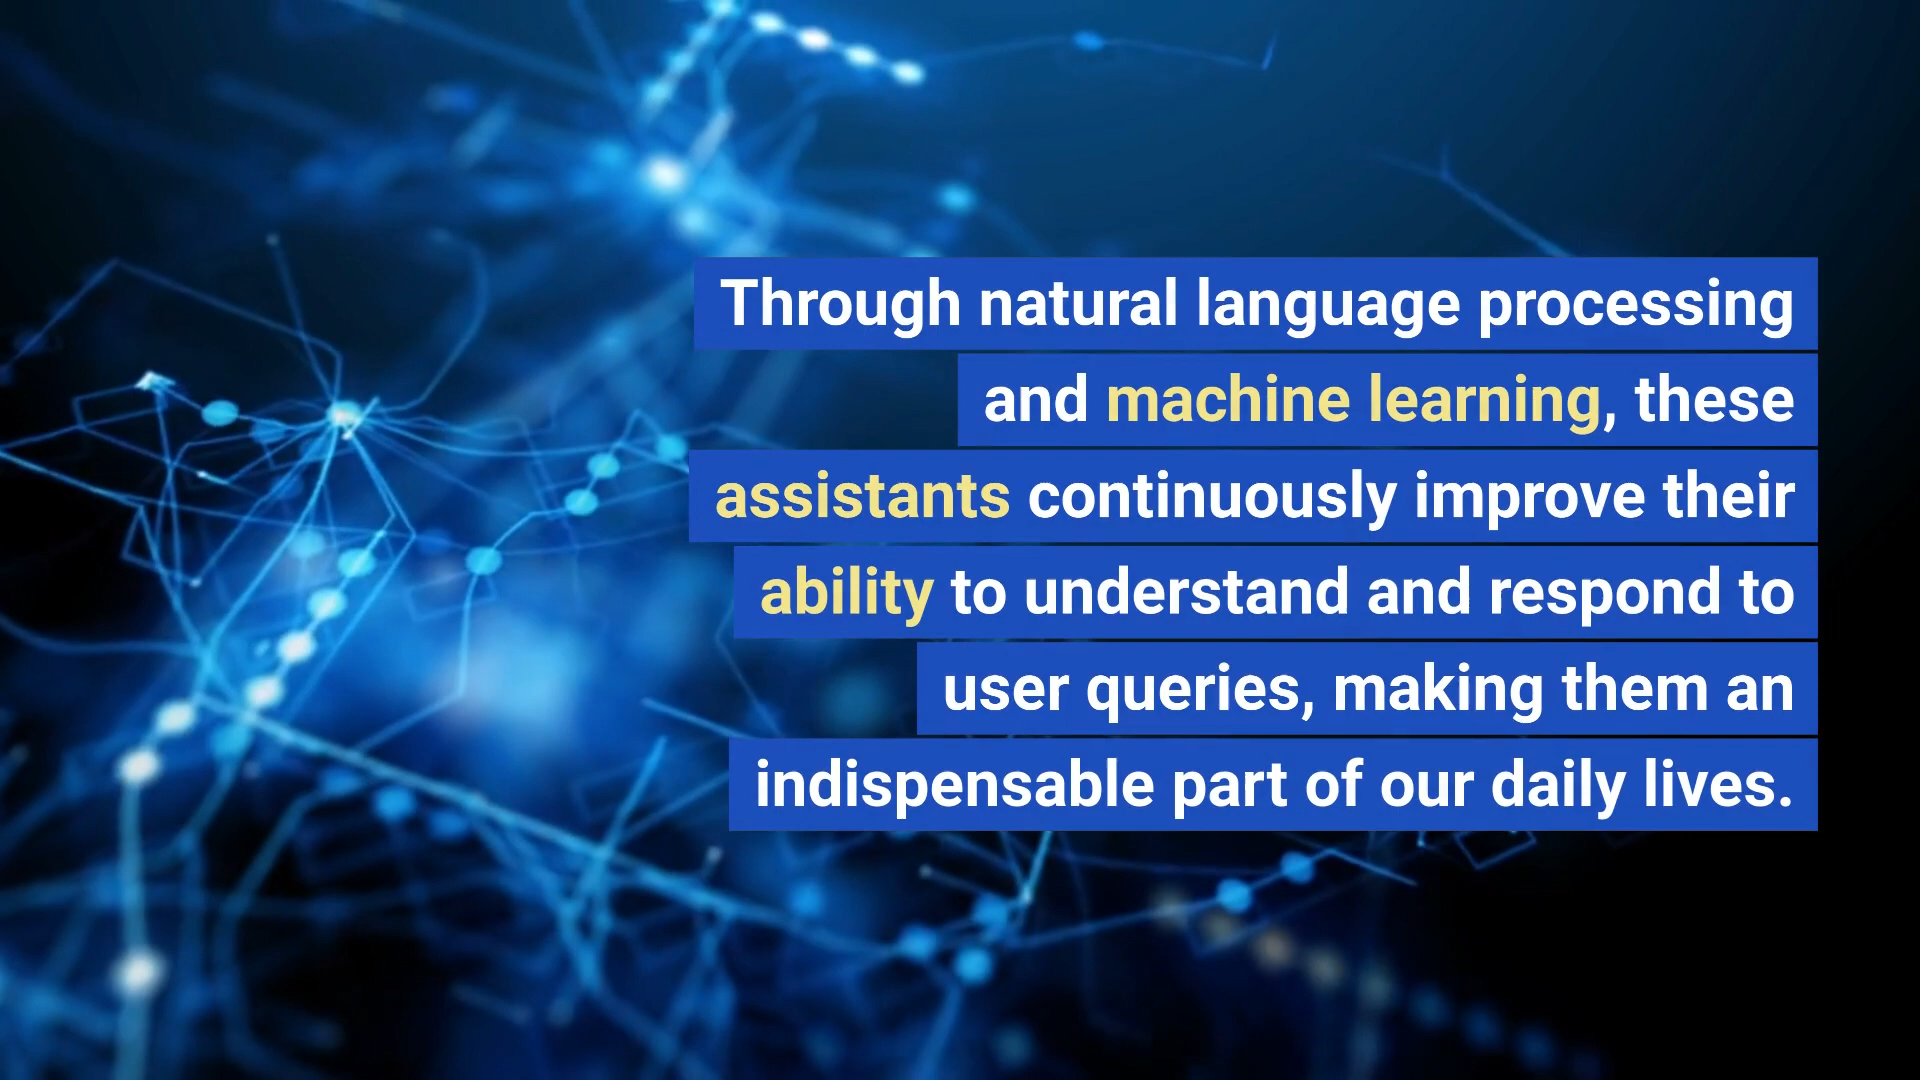 Through natural language processing
and machine learning, these
assistants continuously improve their
ability to understand and respond to
user queries, making them an
indispensable part of our daily lives.